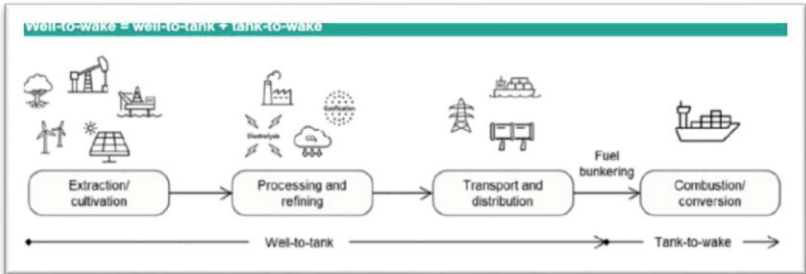 Well-to-wake = well-to-tank + tank-to-wake
Gasification
Electrolysis
CO₂
Fuel
bunkering
Extraction/
cultivation
Processing and
refining
Transport and
distribution
Combustion/
conversion
Well-to-tank
Tank-to-wake